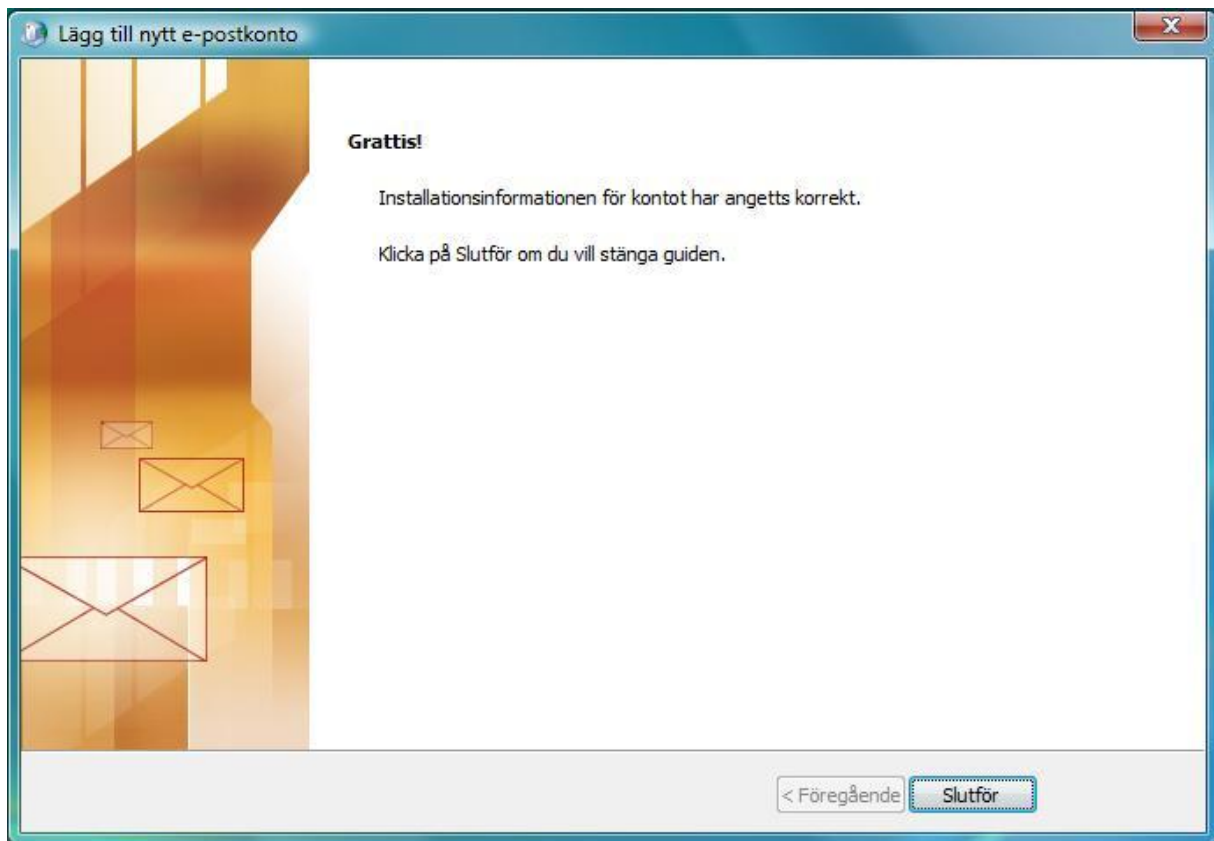 Lägg till nytt e-postkonto
X
Grattis!
Installationsinformationen för kontot har angetts korrekt.
Klicka på Slutför om du vill stänga guiden.
< Föregående
Slutför